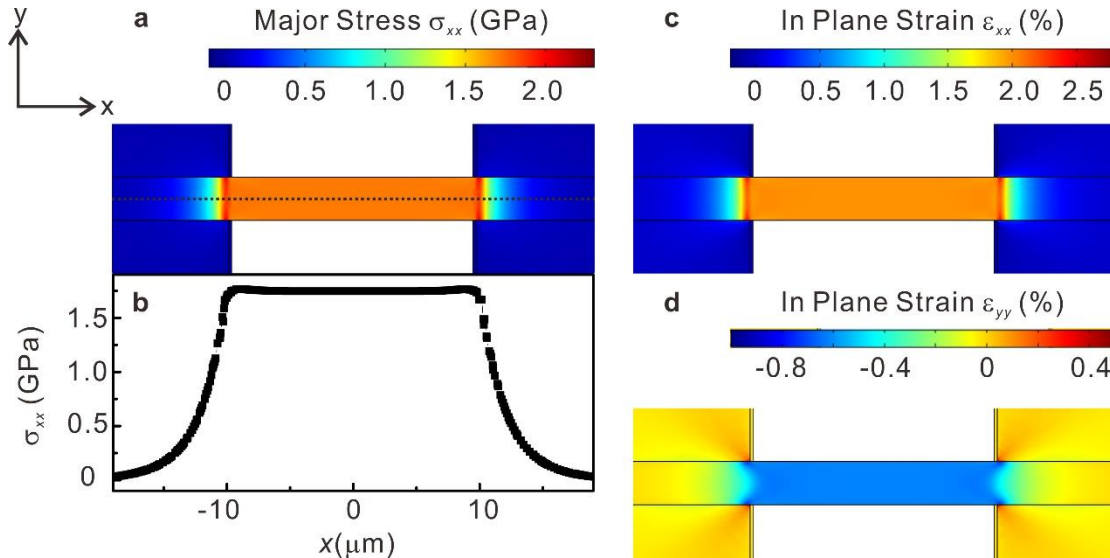 y
x
a
Major Stress σxx (GPa)
0 0.5 1.0 1.5 2.0
b
σxx (GPa)
1.5
1.0
0.5
0
-10 0 10
x(μm)
c
In Plane Strain εxx (%)
0 0.5 1.0 1.5 2.0 2.5
d
In Plane Strain εyy (%)
-0.8 -0.4 0 0.4